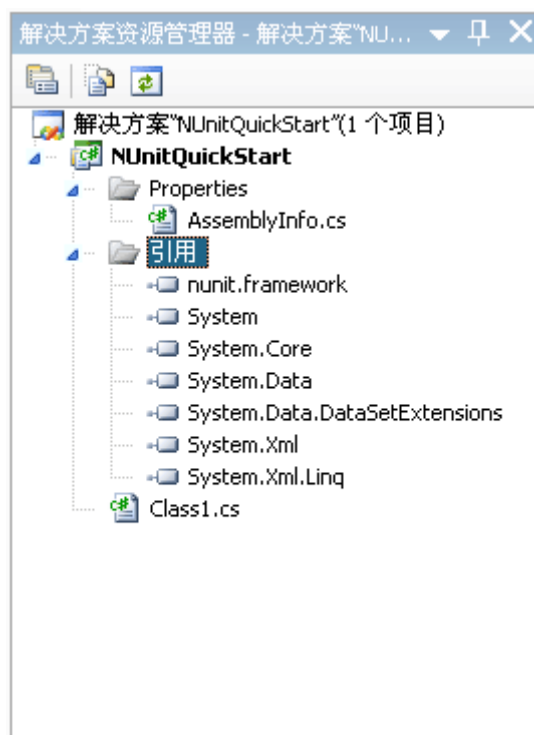 解决方案资源管理器 - 解决方案"NU...
解决方案"NUnitQuickStart"(1 个项目)
NUnitQuickStart
Properties
AssemblyInfo.cs
引用
nunit.framework
System
System.Core
System.Data
System.Data.DataSetExtensions
System.Xml
System.Xml.Linq
Class1.cs